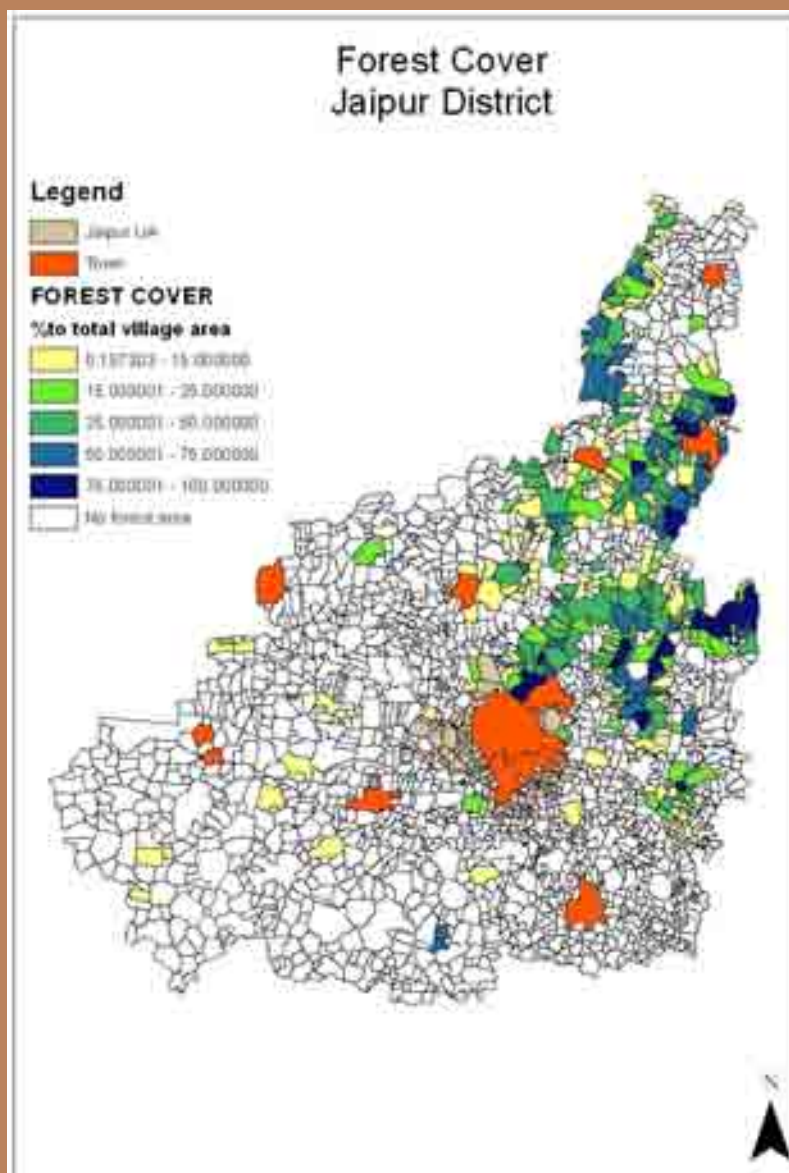 Forest Cover
Jaipur District
Legend
Jaipur UA
Town
FOREST COVER
%to total village area
0.157303 - 15.000000
15.000001 - 25.000000
25.000001 - 50.000000
50.000001 - 75.000000
75.000001 - 100.000000
No forest area
N